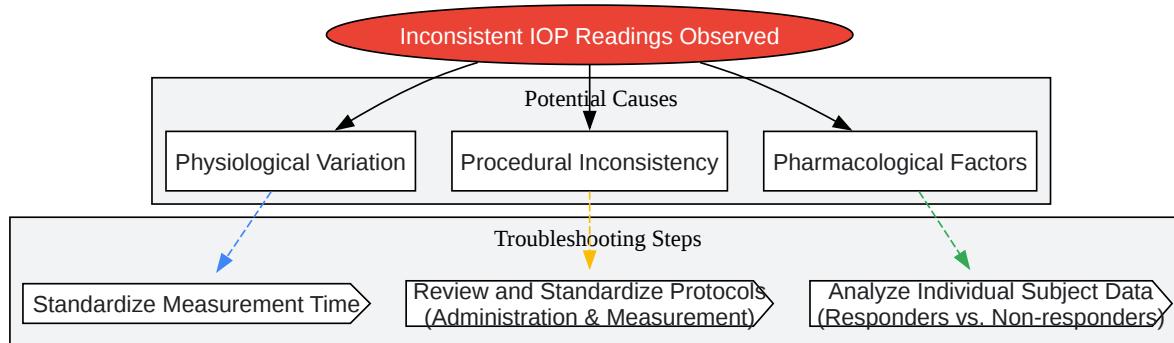 Inconsistent IOP Readings Observed
Potential Causes
Physiological Variation
Procedural Inconsistency
Pharmacological Factors
Troubleshooting Steps
Standardize Measurement Time
Review and Standardize Protocols
(Administration & Measurement)
Analyze Individual Subject Data
(Responders vs. Non-responders)